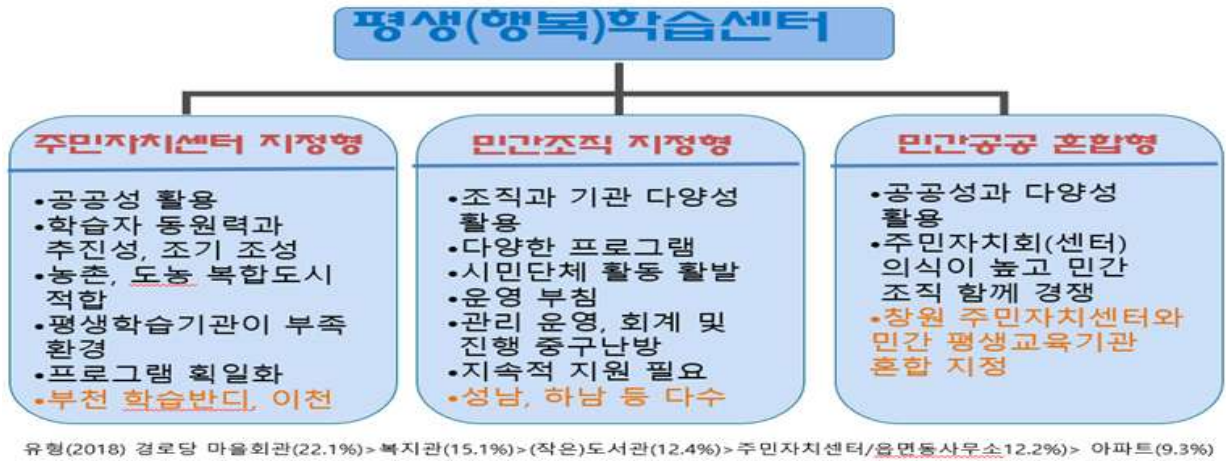 평생(행복)학습센터
주민자치센터 지정형
•공공성 활용
•학습자 동원력과
추진성, 조기 조성
•농촌, 도농 복합도시
적합
•평생학습기관이 부족
환경
•프로그램 획일화
•부천 학습반디, 이천
민간조직 지정형
•조직과 기관 다양성
활용
•다양한 프로그램
•시민단체 활동 활발
•운영 부침
•관리 운영, 회계 및
진행 중구난방
•지속적 지원 필요
•성남, 하남 등 다수
민간공공 혼합형
•공공성과 다양성
활용
•주민자치회(센터)
의식이 높고 민간
조직 함께 경쟁
•창원 주민자치센터와
민간 평생교육기관
혼합 지정
유형(2018) 경로당 마을회관(22.1%)>복지관(15.1%)>(작은)도서관(12.4%)>주민자치센터/읍면동사무소12.2%)> 아파트(9.3%)